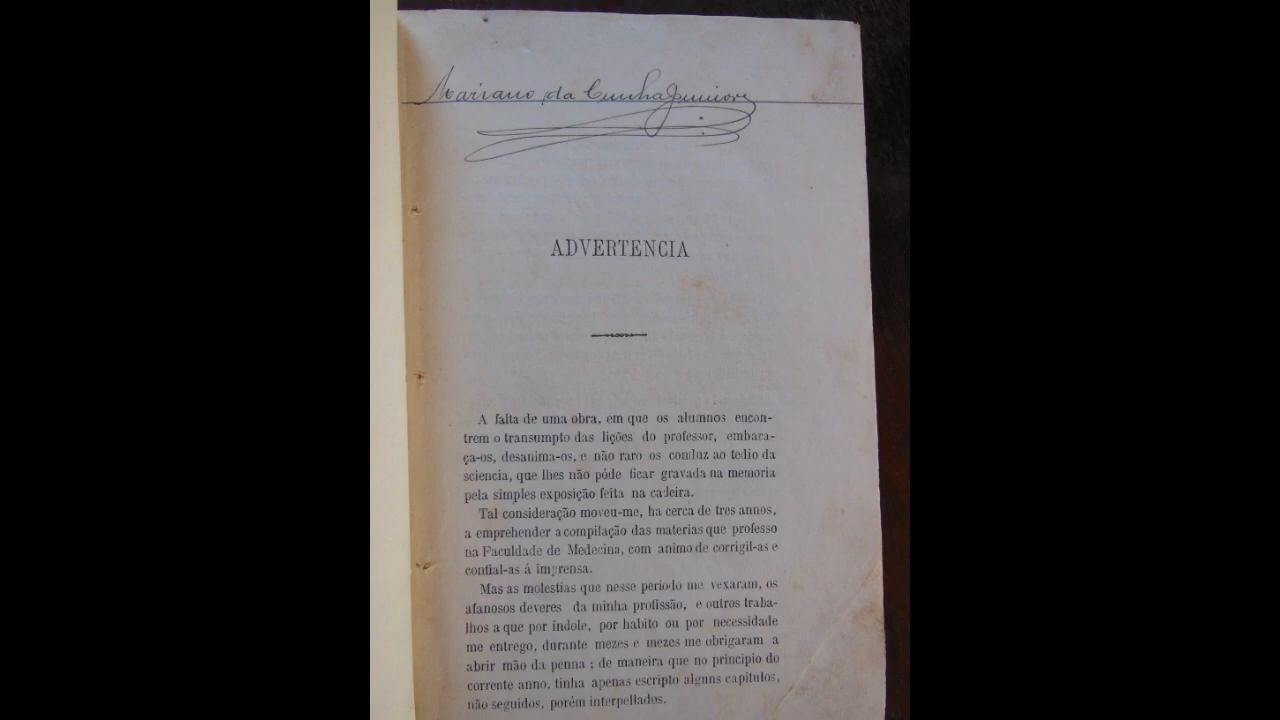 Mariano da Cunha Junior
ADVERTENCIA
A falta de uma obra, em que os alumnos encon-
trem o transumpto das lições do professor, embara-
ça-os, desanima-os, e não raro os conduz ao tedio da
sciencia, que lhes não póde ficar gravada na memoria
pela simples exposição feita na cadeira.
Tal consideração moveu-me, ha cerca de tres annos,
a emprehender a compilação das materias que professo
na Faculdade de Medecina, com animo de corrigil-as e
confial-as á imprensa.
Mas as molestias que nesse periodo me vexaram, os
afanosos deveres da minha profissão, e outros traba-
lhos a que por indole, por habito ou por necessidade
me entrego, durante mezes e mezes me obrigaram a
abrir mão da penna ; de maneira que no principio do
corrente anno, tinha apenas escripto alguns capitulos,
não seguidos, porém interpellados.